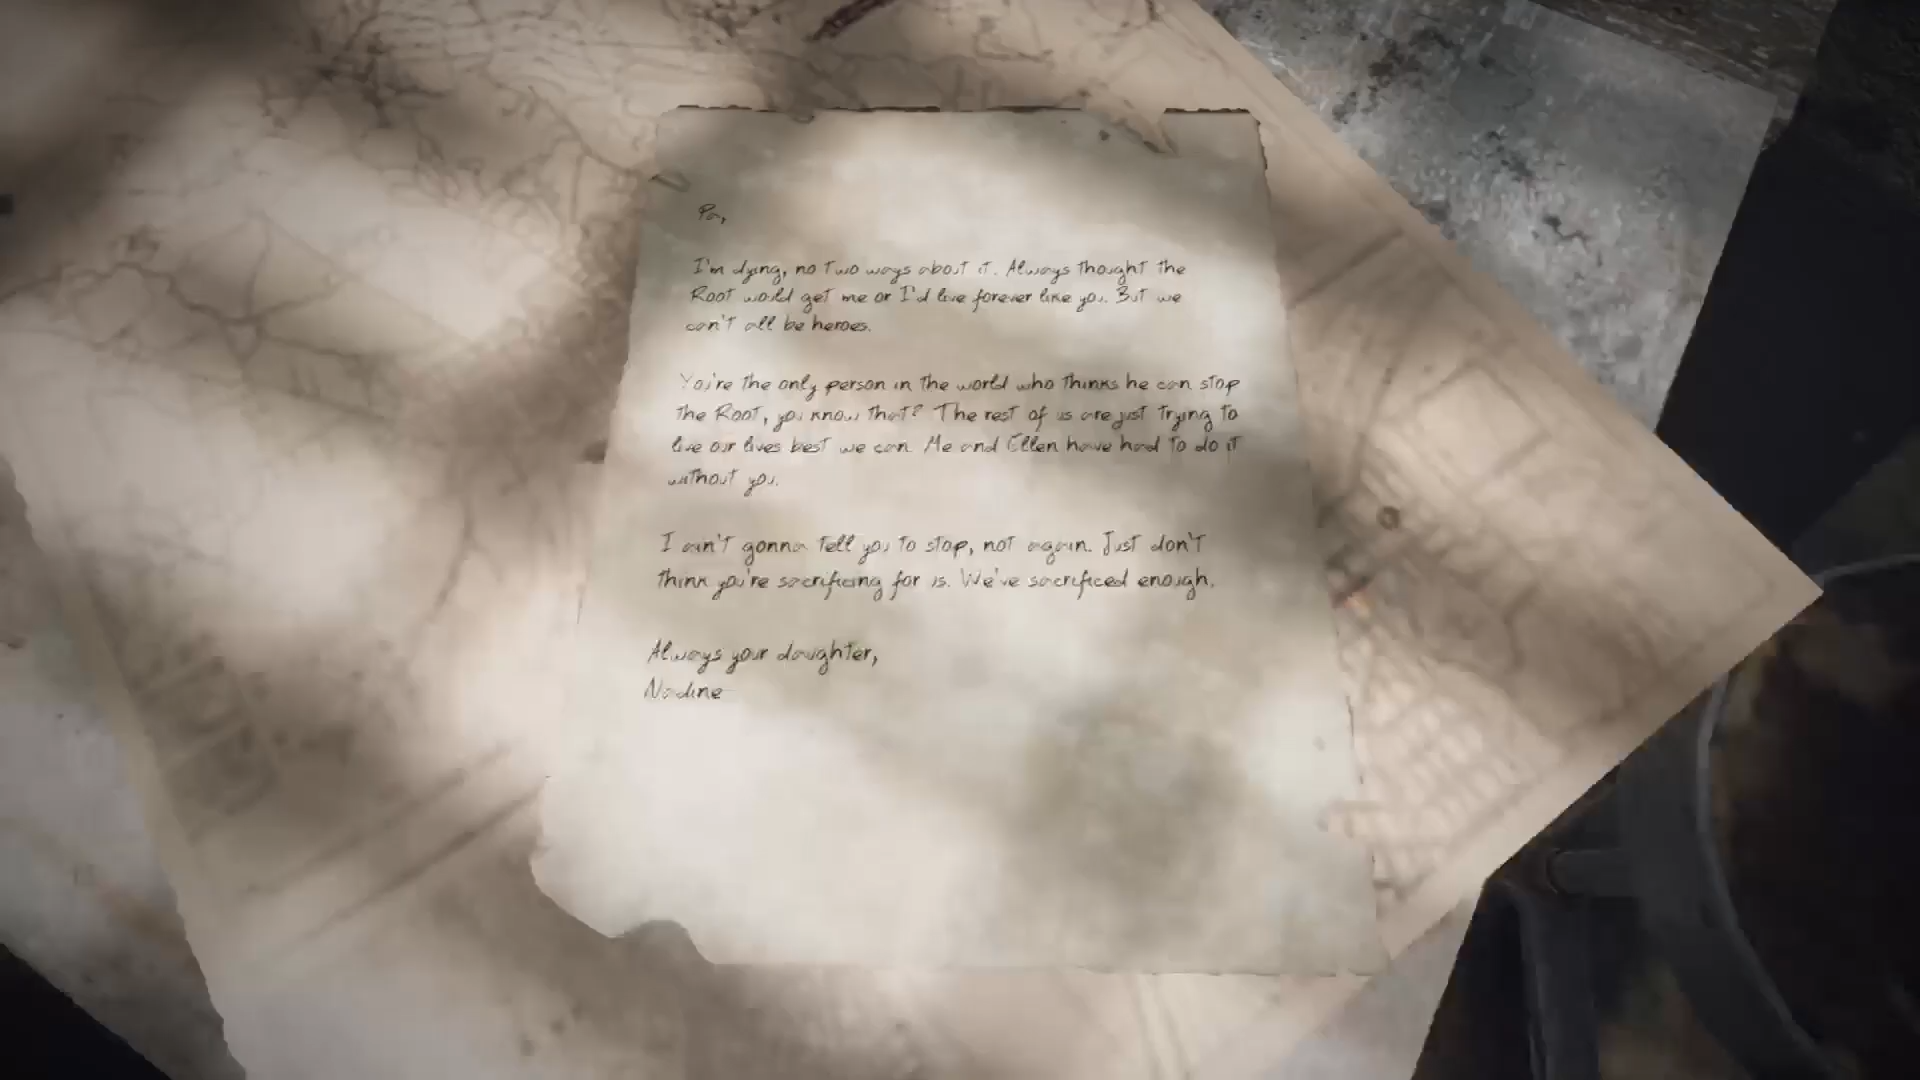 Pa,
I'm dying, no two ways about it. Always thought the
Root would get me or I'd live forever like you. But we
can't all be heroes.
You're the only person in the world who thinks he can stop
the Root, you know that? The rest of us are just trying to
live our lives best we can. Me and Ellen have had to do it
without you.
I ain't gonna tell you to stop, not again. Just don't
think you're sacrificing for us. We've sacrificed enough.
Always your daughter,
Nadine